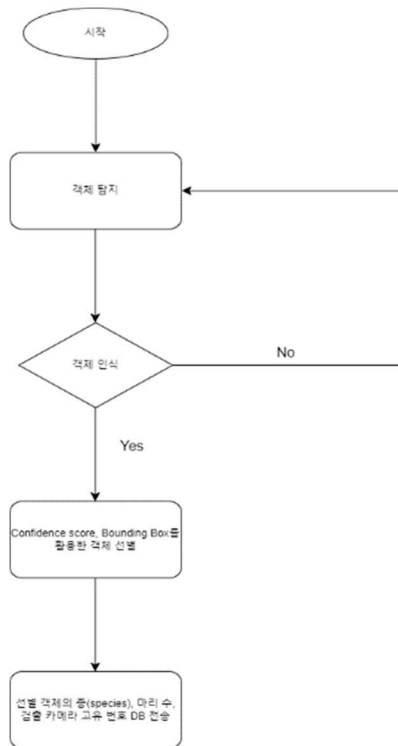 시작
객체 탐지
객체 인식
No
Yes
Confidence score, Bounding Box를
활용한 객체 선별
선별 객체의 종(species), 마리 수,
검출 카메라 고유 번호 DB 전송